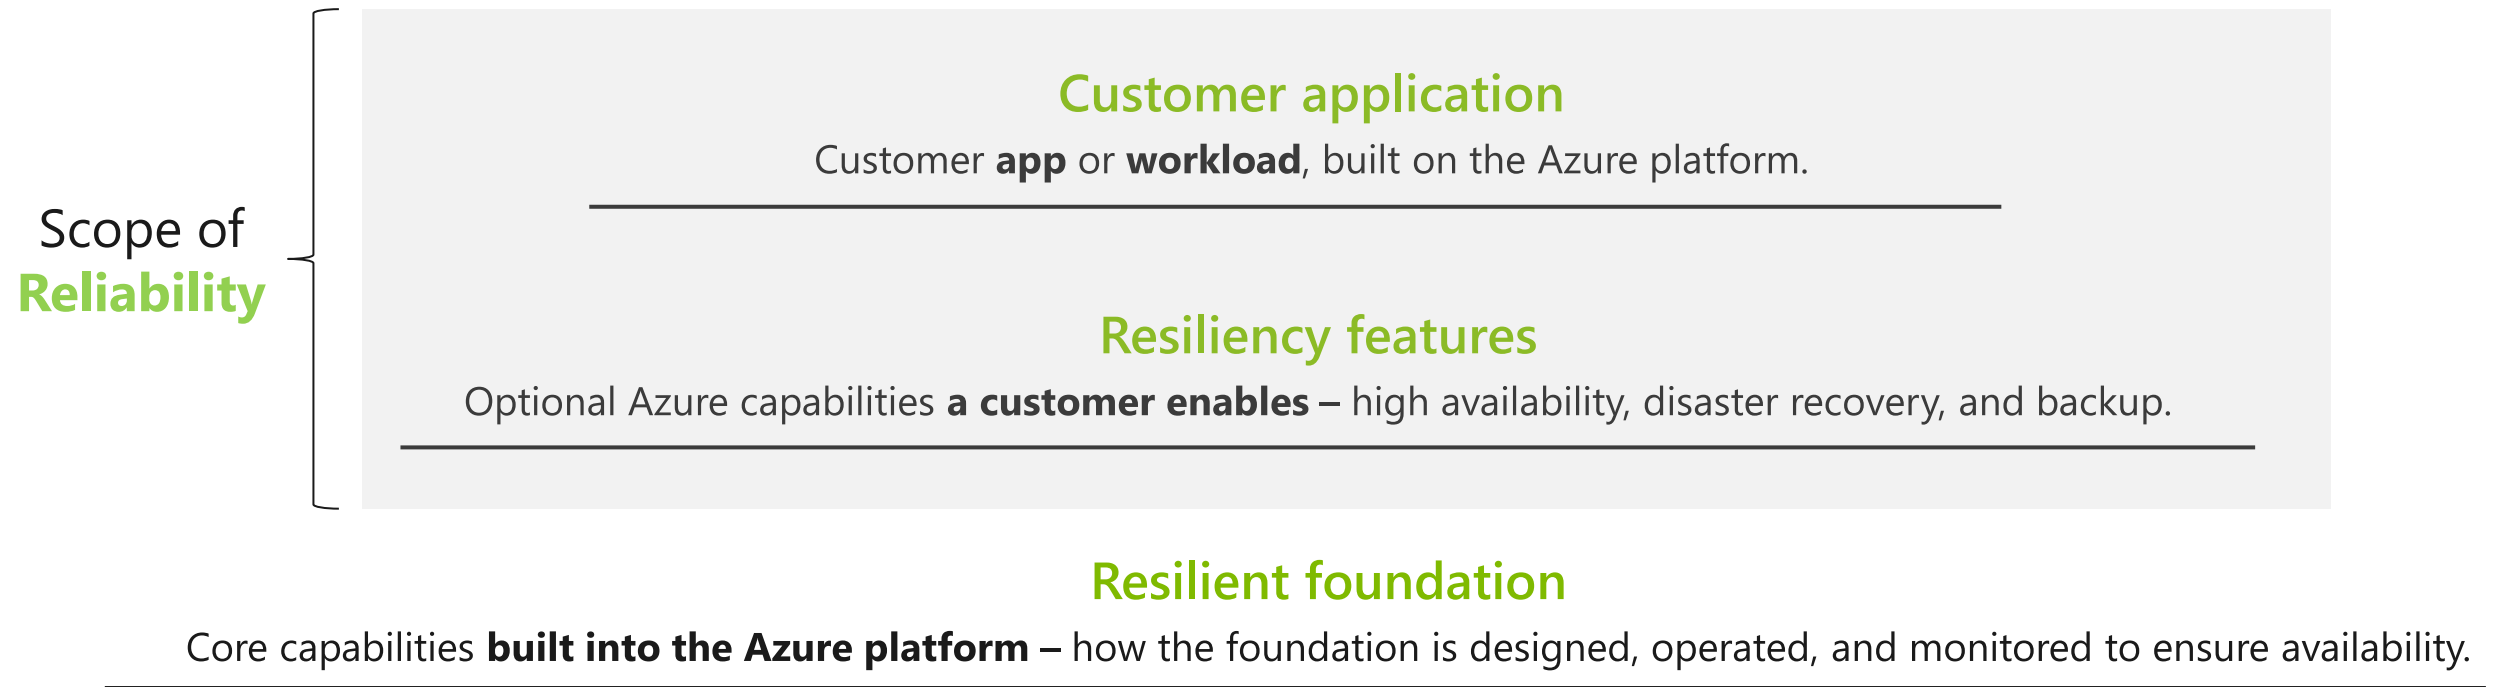 Customer application
Customer app or workload, built on the Azure platform.
Scope of
Reliability
Resiliency features
Optional Azure capabilities a customer enables — high availability, disaster recovery, and backup.
Resilient foundation
Core capabilities built into the Azure platform — how the foundation is designed, operated, and monitored to ensure availability.